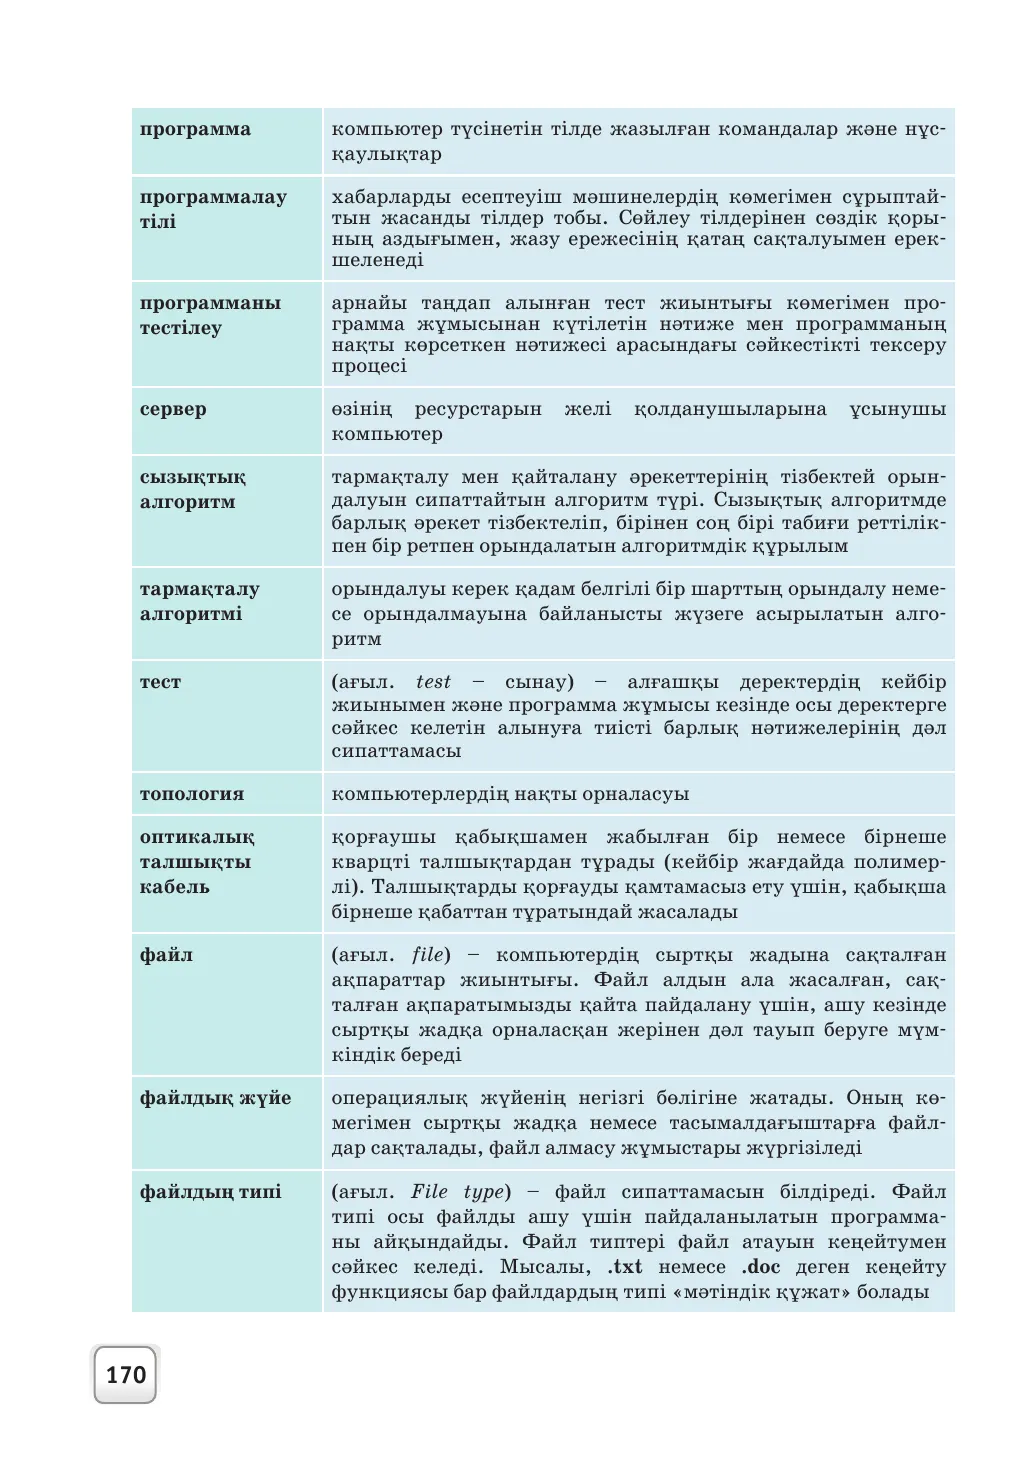 программа
компьютер түсінетін тілде жазылған командалар және нұс-
қаулықтар
программалау
тілі
хабарларды есептеуіш мәшинелердің көмегімен сұрыптай-
тын жасанды тілдер тобы. Сөйлеу тілдерінен сөздік қоры-
ның аздығымен, жазу ережесінің қатаң сақталуымен ерек-
шеленеді
программаны
тестілеу
арнайы таңдап алынған тест жиынтығы көмегімен про-
грамма жұмысынан күтілетін нәтиже мен программаның
нақты көрсеткен нәтижесі арасындағы сәйкестікті тексеру
процесі
сервер
өзінің ресурстарын желі қолданушыларына ұсынушы
компьютер
сызықтық
алгоритм
тармақталу мен қайталану әрекеттерінің тізбектей орын-
далуын сипаттайтын алгоритм түрі. Сызықтық алгоритмде
барлық әрекет тізбектеліп, бірінен соң бірі табиғи реттілік-
пен бір ретпен орындалатын алгоритмдік құрылым
тармақталу
алгоритмі
орындалуы керек қадам белгілі бір шарттың орындалу неме-
се орындалмауына байланысты жүзеге асырылатын алго-
ритм
тест
(ағыл. test – сынау) – алғашқы деректердің кейбір
жиынымен және программа жұмысы кезінде осы деректерге
сәйкес келетін алынуға тиісті барлық нәтижелерінің дәл
сипаттамасы
топология
компьютерлердің нақты орналасуы
оптикалық
талшықты
кабель
қорғаушы қабықшамен жабылған бір немесе бірнеше
кварцті талшықтардан тұрады (кейбір жағдайда полимер-
лі). Талшықтарды қорғауды қамтамасыз ету үшін, қабықша
бірнеше қабаттан тұратындай жасалады
файл
(ағыл. file) – компьютердің сыртқы жадына сақталған
ақпараттар жиынтығы. Файл алдын ала жасалған, сақ-
талған ақпаратымызды қайта пайдалану үшін, ашу кезінде
сыртқы жадқа орналасқан жерінен дәл тауып беруге мүм-
кіндік береді
файлдық жүйе
операциялық жүйенің негізгі бөлігіне жатады. Оның кө-
мегімен сыртқы жадқа немесе тасымалдағыштарға файл-
дар сақталады, файл алмасу жұмыстары жүргізіледі
файлдың типі
(ағыл. File type) – файл сипаттамасын білдіреді. Файл
типі осы файлды ашу үшін пайдаланылатын программа-
ны айқындайды. Файл типтері файл атауын кеңейтумен
сәйкес келеді. Мысалы, .txt немесе .doc деген кеңейту
функциясы бар файлдардың типі «мәтіндік құжат» болады
170